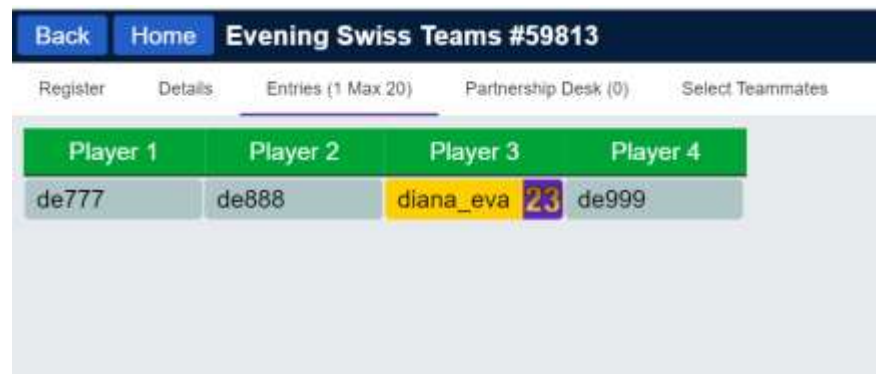 Back Home Evening Swiss Teams #59813
Register Details Entries (1 Max 20) Partnership Desk (0) Select Teammates
Player 1 Player 2 Player 3 Player 4
de777 de888 diana_eva 23 de999